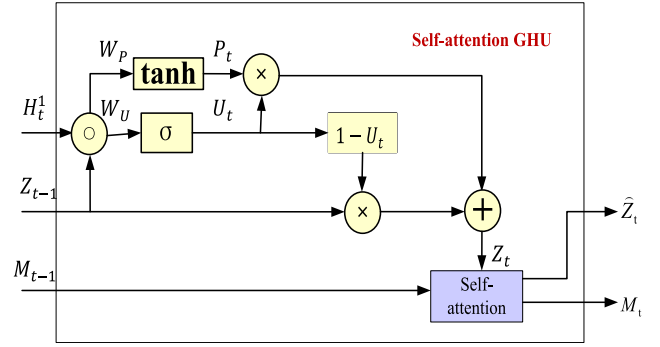 Self-attention GHU
W_P
tanh
P_t
×
H_t^1
W_U
σ
U_t
1 − U_t
Z_{t-1}
×
+
Z_t
Ẑ_t
M_{t-1}
Self-
attention
M_t